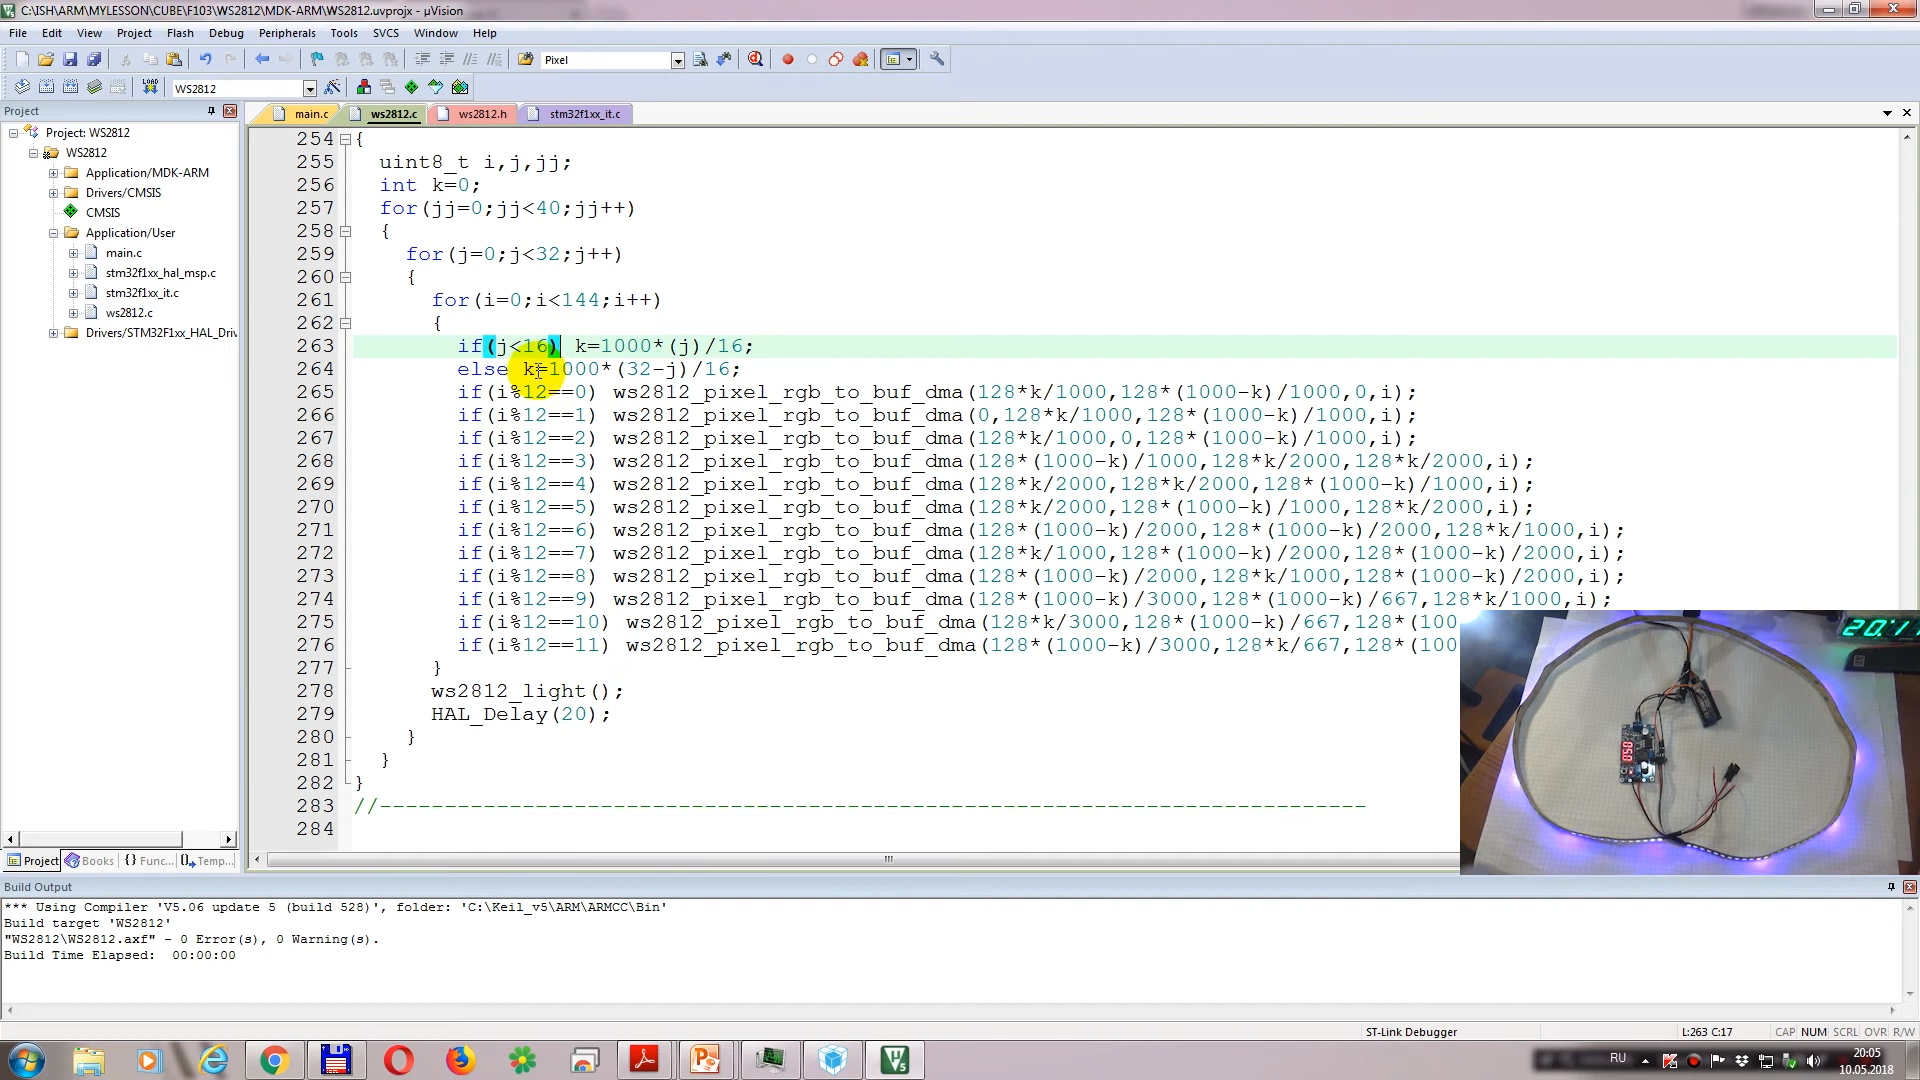 C:\ISH\ARM\MYLESSON\CUBE\F103\WS2812\MDK-ARM\WS2812.uvprojx - µVision
File Edit View Project Flash Debug Peripherals Tools SVCS Window Help
Pixel
LOAD WS2812
Project
main.c ws2812.c ws2812.h stm32f1xx_it.c
Project: WS2812
WS2812
Application/MDK-ARM
Drivers/CMSIS
CMSIS
Application/User
main.c
stm32f1xx_hal_msp.c
stm32f1xx_it.c
ws2812.c
Drivers/STM32F1xx_HAL_Driv
254 {
255 uint8_t i,j,jj;
256 int k=0;
257 for(jj=0;jj<40;jj++)
258 {
259 for(j=0;j<32;j++)
260 {
261 for(i=0;i<144;i++)
262 {
263 if(j<16) k=1000*(j)/16;
264 else k=1000*(32-j)/16;
265 if(i%12==0) ws2812_pixel_rgb_to_buf_dma(128*k/1000,128*(1000-k)/1000,0,i);
266 if(i%12==1) ws2812_pixel_rgb_to_buf_dma(0,128*k/1000,128*(1000-k)/1000,i);
267 if(i%12==2) ws2812_pixel_rgb_to_buf_dma(128*k/1000,0,128*(1000-k)/1000,i);
268 if(i%12==3) ws2812_pixel_rgb_to_buf_dma(128*(1000-k)/1000,128*k/2000,128*k/2000,i);
269 if(i%12==4) ws2812_pixel_rgb_to_buf_dma(128*k/2000,128*k/2000,128*(1000-k)/1000,i);
270 if(i%12==5) ws2812_pixel_rgb_to_buf_dma(128*k/2000,128*(1000-k)/1000,128*k/2000,i);
271 if(i%12==6) ws2812_pixel_rgb_to_buf_dma(128*(1000-k)/2000,128*(1000-k)/2000,128*k/1000,i);
272 if(i%12==7) ws2812_pixel_rgb_to_buf_dma(128*k/1000,128*(1000-k)/2000,128*(1000-k)/2000,i);
273 if(i%12==8) ws2812_pixel_rgb_to_buf_dma(128*(1000-k)/2000,128*k/1000,128*(1000-k)/2000,i);
274 if(i%12==9) ws2812_pixel_rgb_to_buf_dma(128*(1000-k)/3000,128*(1000-k)/667,128*k/1000,i);
275 if(i%12==10) ws2812_pixel_rgb_to_buf_dma(128*k/3000,128*(1000-k)/667,128*(100
276 if(i%12==11) ws2812_pixel_rgb_to_buf_dma(128*(1000-k)/3000,128*k/667,128*(100
277 }
278 ws2812_light();
279 HAL_Delay(20);
280 }
281 }
282 }
283 //----------------------------------------------------------------------------
284
20:1
050
Project Books {} Func... Temp...
Build Output
*** Using Compiler 'V5.06 update 5 (build 528)', folder: 'C:\Keil_v5\ARM\ARMCC\Bin'
Build target 'WS2812'
"WS2812\WS2812.axf" - 0 Error(s), 0 Warning(s).
Build Time Elapsed: 00:00:00
ST-Link Debugger L:263 C:17 CAP NUM SCRL OVR R/W
RU 20:05
10.05.2018